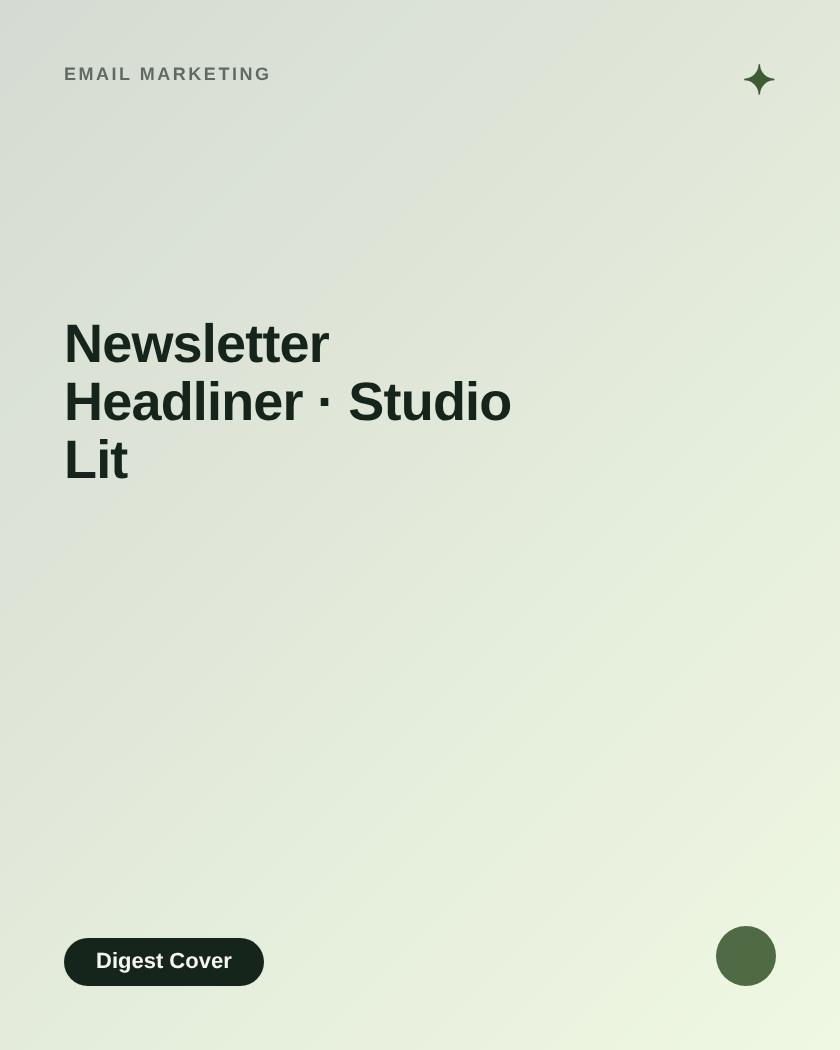 EMAIL MARKETING
Newsletter
Headliner · Studio
Lit
Digest Cover